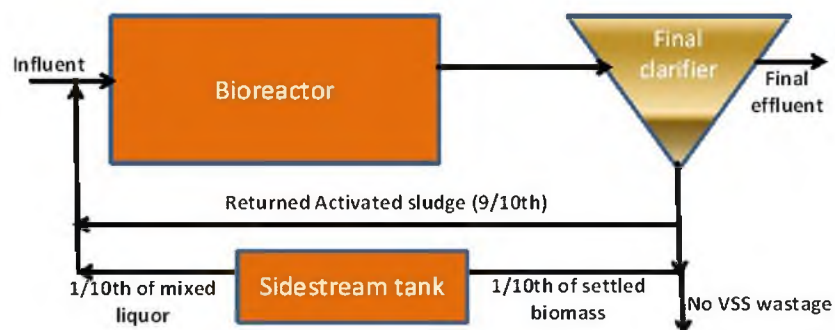 Influent
Bioreactor
Final
clarifier
Final
effluent
Returned Activated sludge (9/10th)
1/10th of mixed
liquor
Sidestream tank
1/10th of settled
biomass
No VSS wastage